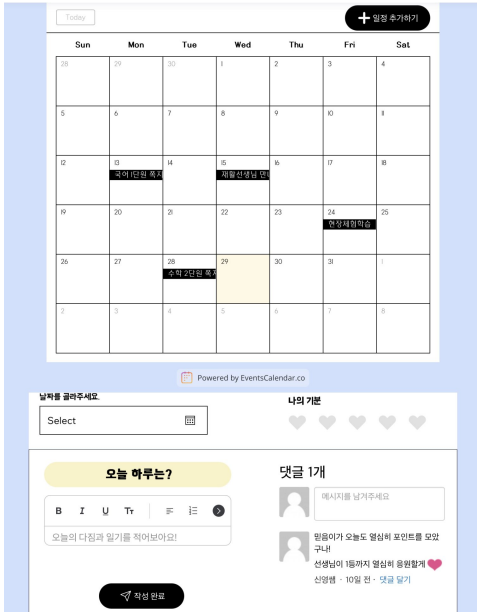 Today
일정 추가하기
Sun Mon Tue Wed Thu Fri Sat
28 29 30 1 2 3 4
5 6 7 8 9 10 11
12 13 14 15 16 17 18
국어 1단원 쪽지 재활선생님 만나
19 20 21 22 23 24 25
현장체험학습
26 27 28 29 30 31 1
수학 2단원 쪽지
2 3 4 5 6 7 8
Powered by EventsCalendar.co
날짜를 골라주세요.
Select
나의 기분
오늘 하루는?
B I U Tт
오늘의 다짐과 일기를 적어보아요!
작성 완료
댓글 1개
메시지를 남겨주세요
믿음이가 오늘도 열심히 포인트를 모았
구나!
선생님이 1등까지 열심히 응원할게
신영쌤 · 10일 전 · 댓글 달기